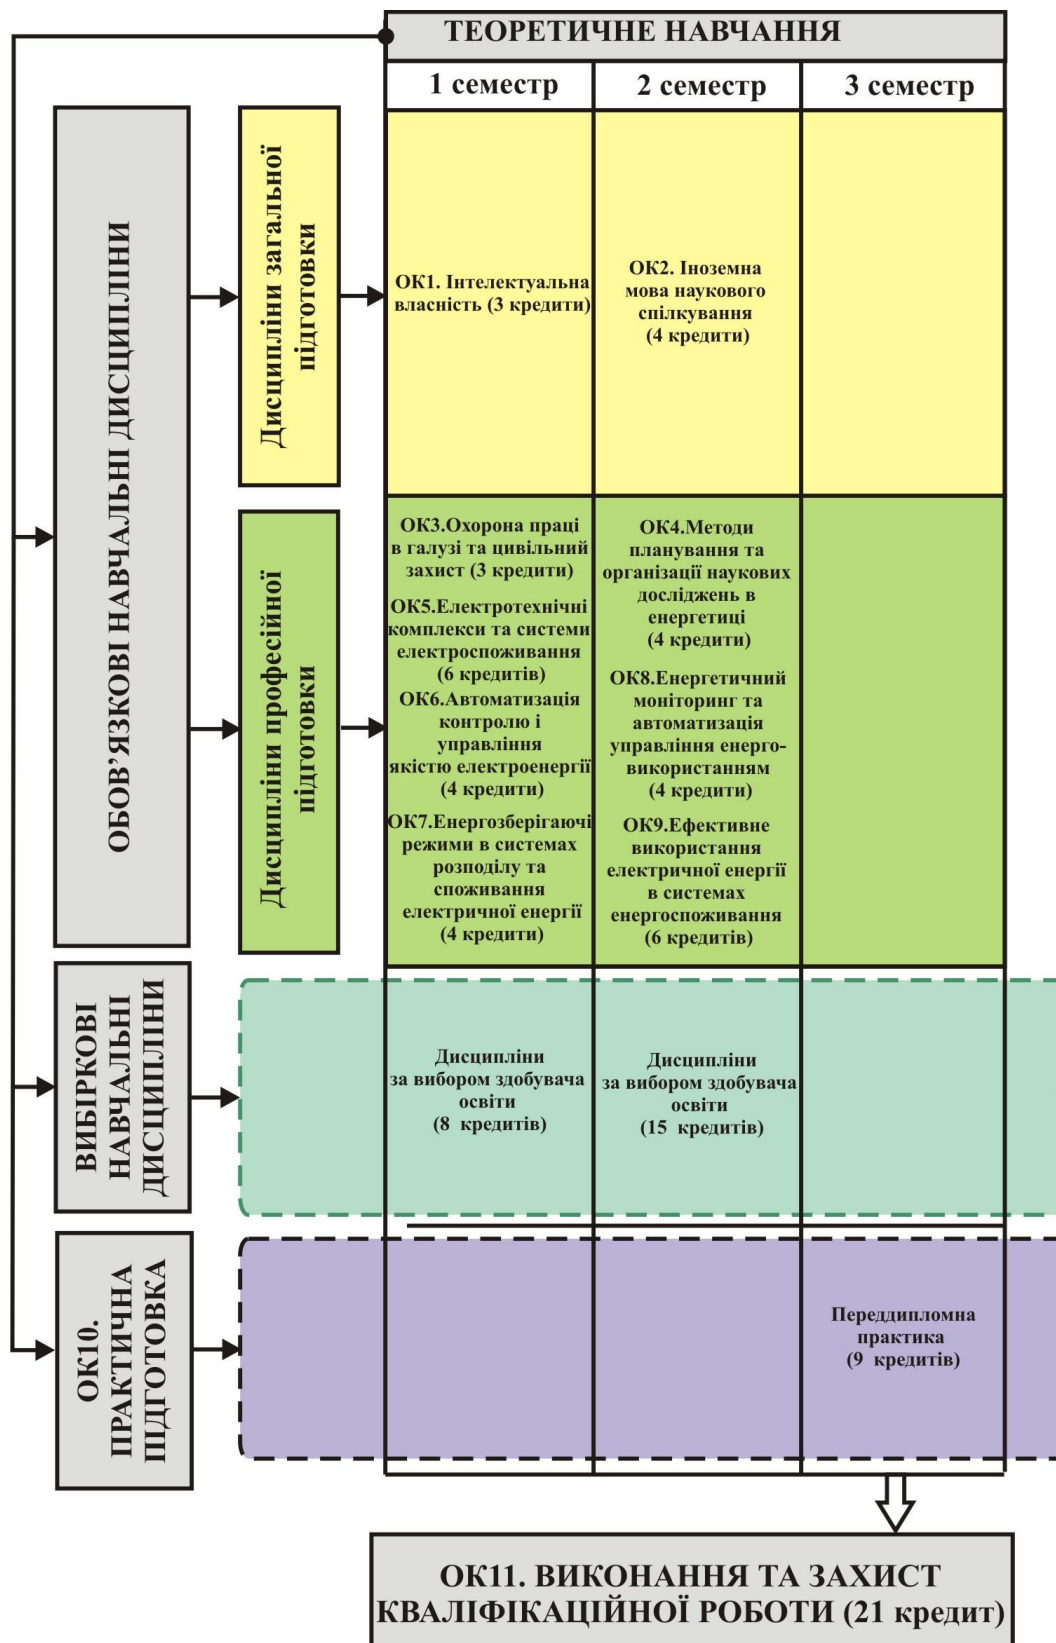 ТЕОРЕТИЧНЕ НАВЧАННЯ
1 семестр
2 семестр
3 семестр
ОБОВ’ЯЗКОВІ НАВЧАЛЬНІ ДИСЦИПЛІНИ
Дисципліни загальної
підготовки
ОК1. Інтелектуальна
власність (3 кредити)
ОК2. Іноземна
мова наукового
спілкування
(4 кредити)
Дисципліни професійної
підготовки
ОК3.Охорона праці
в галузі та цивільний
захист (3 кредити)
ОК5.Електротехнічні
комплекси та системи
електроспоживання
(6 кредитів)
ОК6.Автоматизація
контролю і
управління
якістю електроенергії
(4 кредити)
ОК7.Енергозберігаючі
режими в системах
розподілу та
споживання
електричної енергії
(4 кредити)
ОК4.Методи
планування та
організації наукових
досліджень в
енергетиці
(4 кредити)
ОК8.Енергетичний
моніторинг та
автоматизація
управління енерго-
використанням
(4 кредити)
ОК9.Ефективне
використання
електричної енергії
в системах
енергоспоживання
(6 кредитів)
ВИБІРКОВІ
НАВЧАЛЬНІ
ДИСЦИПЛІНИ
Дисципліни
за вибором здобувача
освіти
(8 кредитів)
Дисципліни
за вибором здобувача
освіти
(15 кредитів)
ОК10.
ПРАКТИЧНА
ПІДГОТОВКА
Переддипломна
практика
(9 кредитів)
ОК11. ВИКОНАННЯ ТА ЗАХИСТ
КВАЛІФІКАЦІЙНОЇ РОБОТИ (21 кредит)